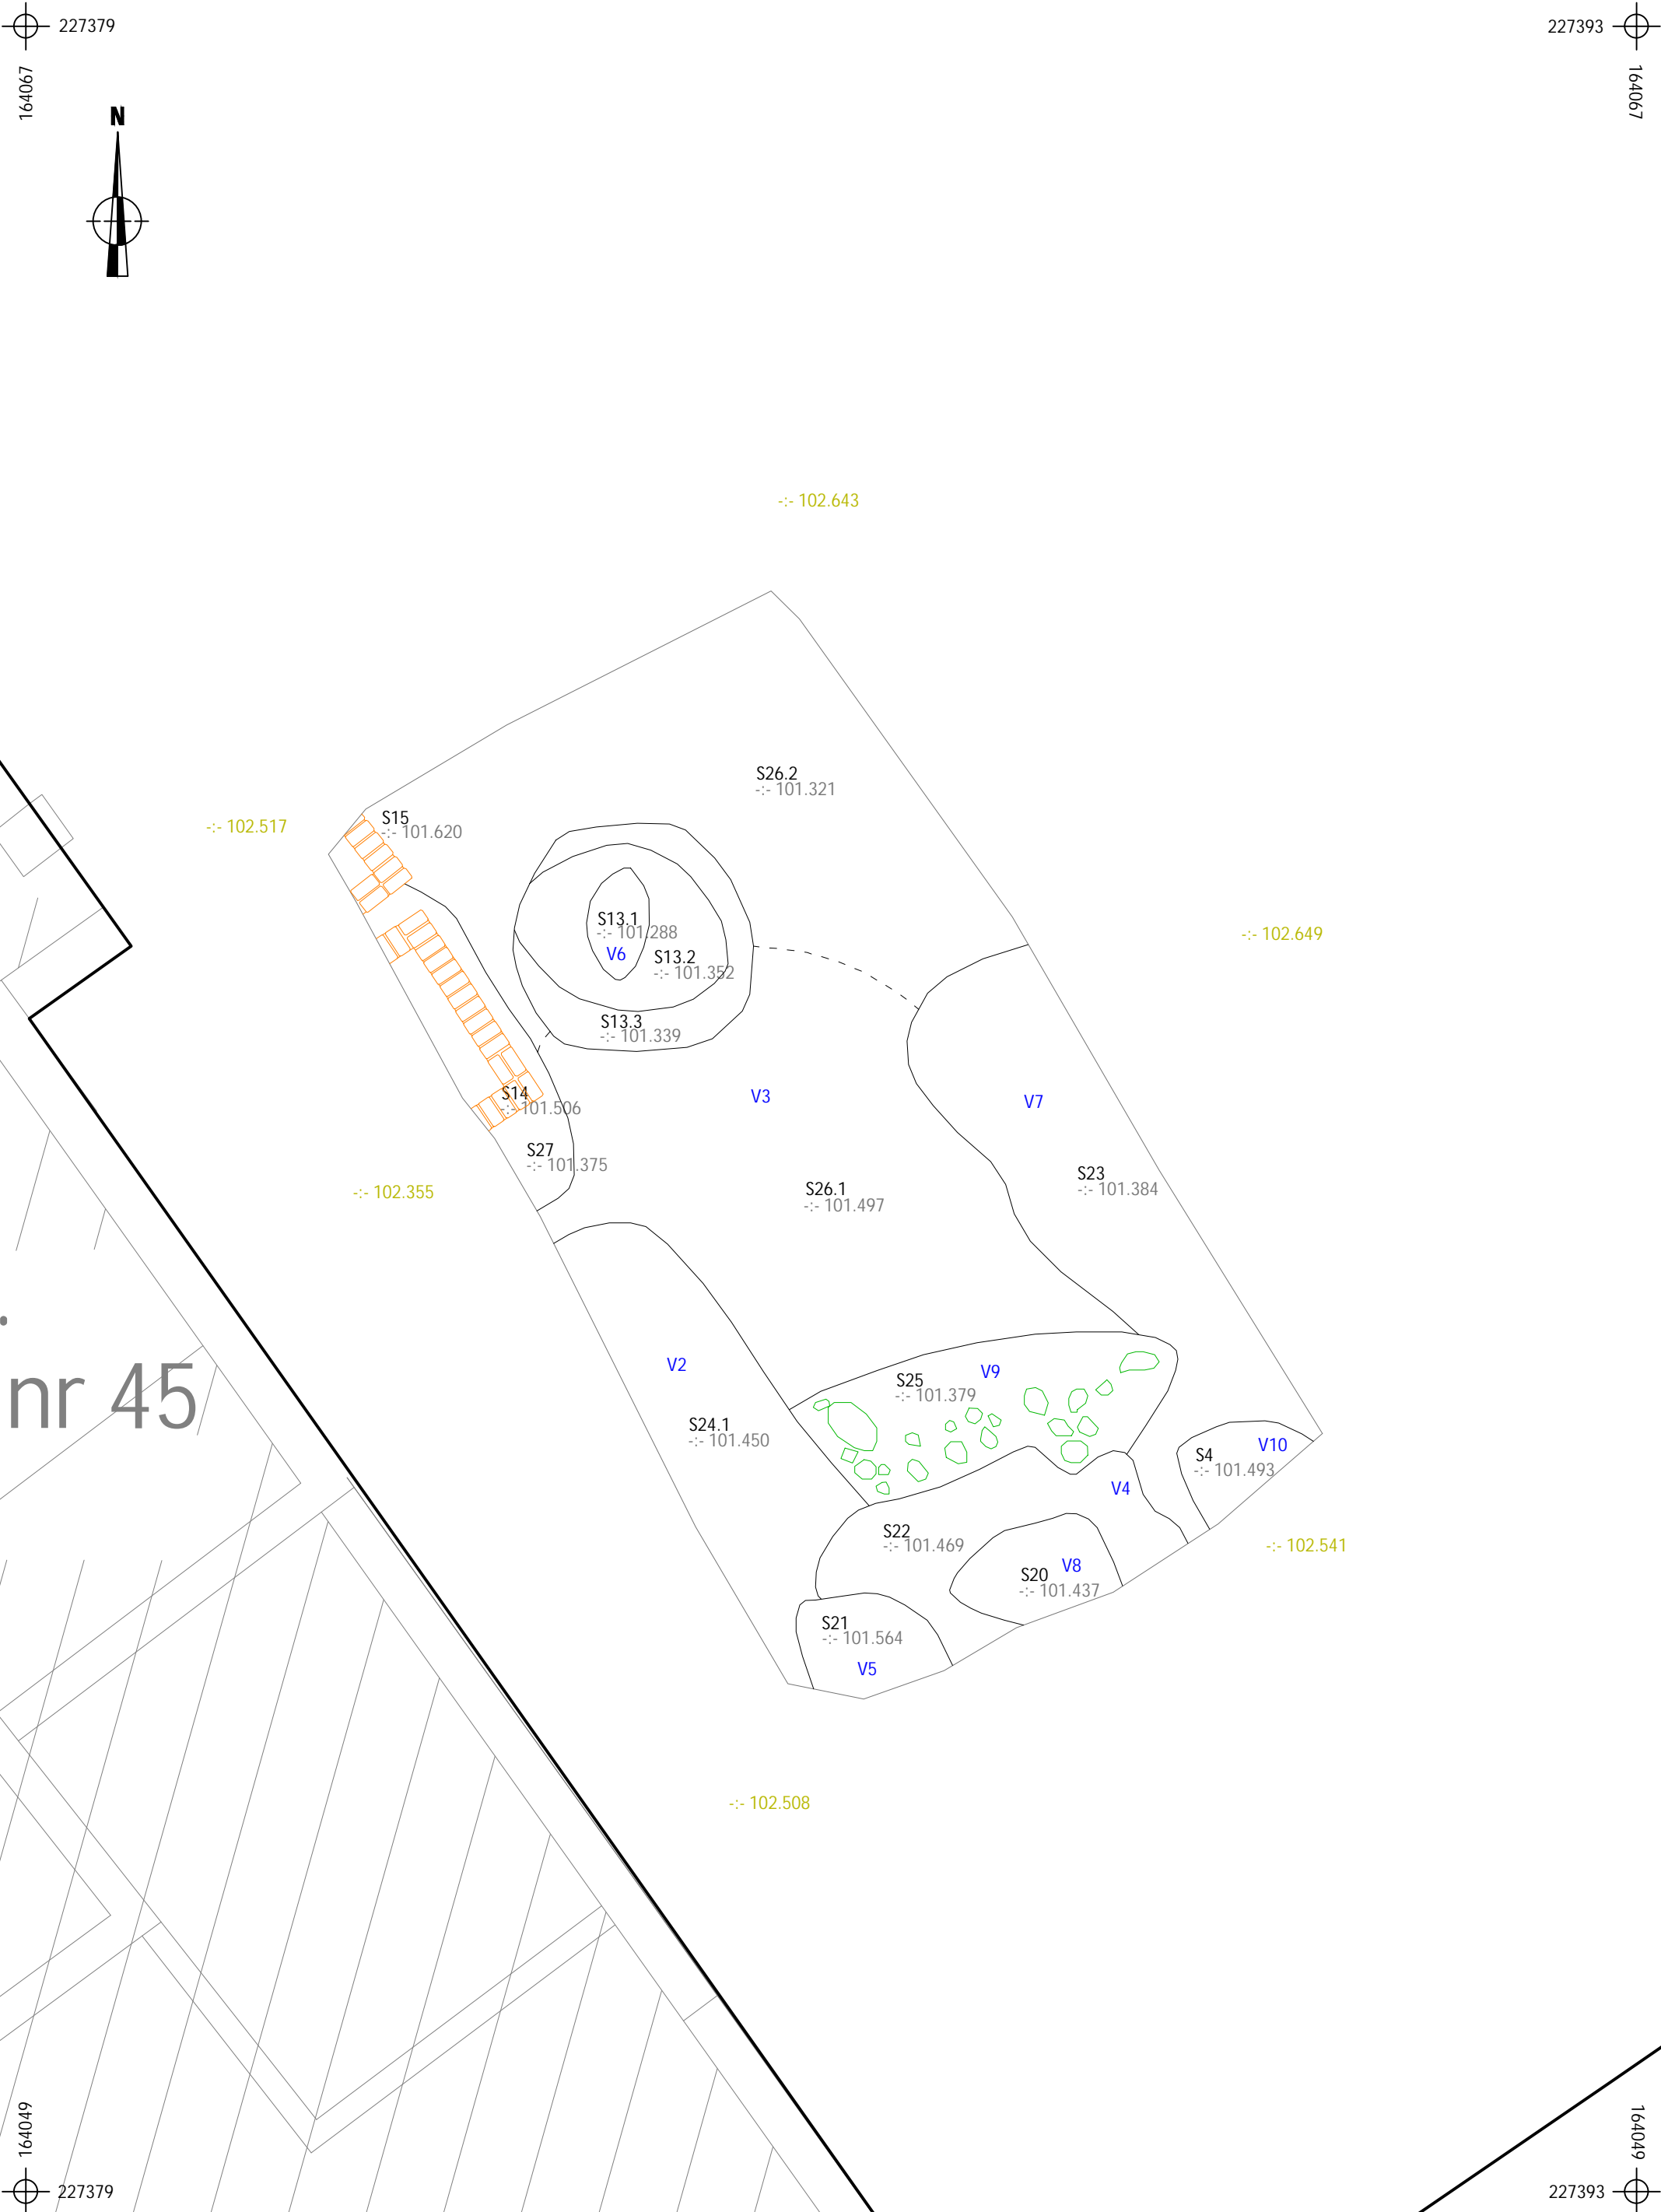 227379
227393
164067
164067
N
-:- 102.643
S26.2
-:- 101.321
S15
-:- 101.620
-:- 102.517
S13.1
-:- 101.288
V6
S13.2
-:- 101.352
-:- 102.649
S13.3
-:- 101.339
S14
-:- 101.506
V3
V7
S27
-:- 101.375
S23
-:- 101.384
-:- 102.355
S26.1
-:- 101.497
V2
V9
S25
-:- 101.379
nr 45
S24.1
-:- 101.450
V10
S4
-:- 101.493
V4
S22
-:- 101.469
-:- 102.541
V8
S20
-:- 101.437
S21
-:- 101.564
V5
-:- 102.508
164049
164049
227379
227393